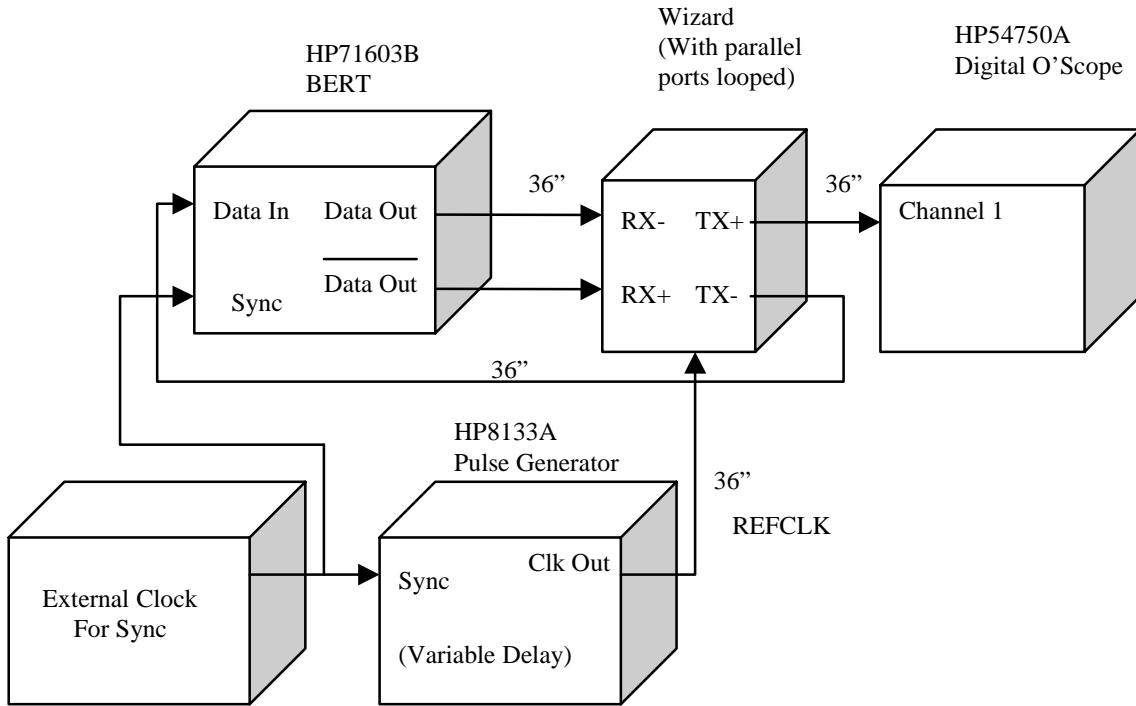 Wizard
(With parallel
ports looped)
HP71603B
BERT
HP54750A
Digital O’Scope
36”
36”
Data In
Data Out
RX-
TX+
Channel 1
Data Out
Sync
RX+
TX-
36”
HP8133A
Pulse Generator
36”
REFCLK
Clk Out
Sync
External Clock
For Sync
(Variable Delay)